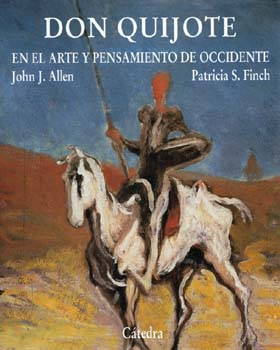 DON QUIJOTE
EN EL ARTE Y PENSAMIENTO DE OCCIDENTE
John J. Allen Patricia S. Finch
Cátedra